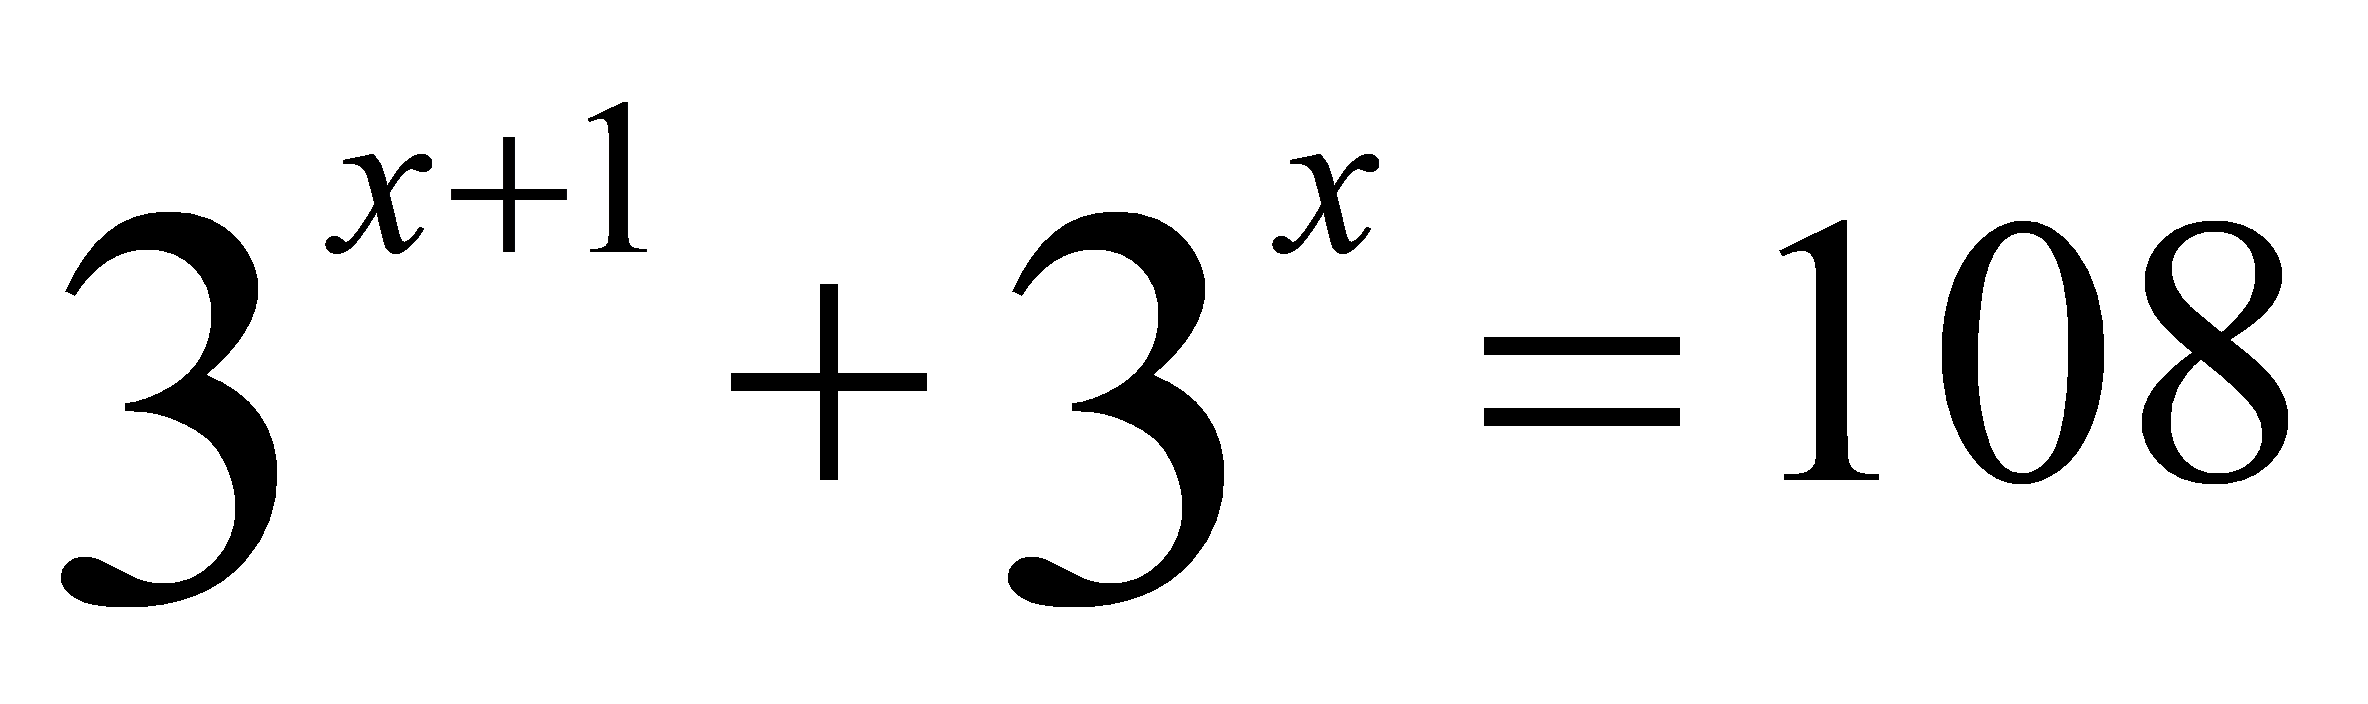 3^{x+1} + 3^x = 108